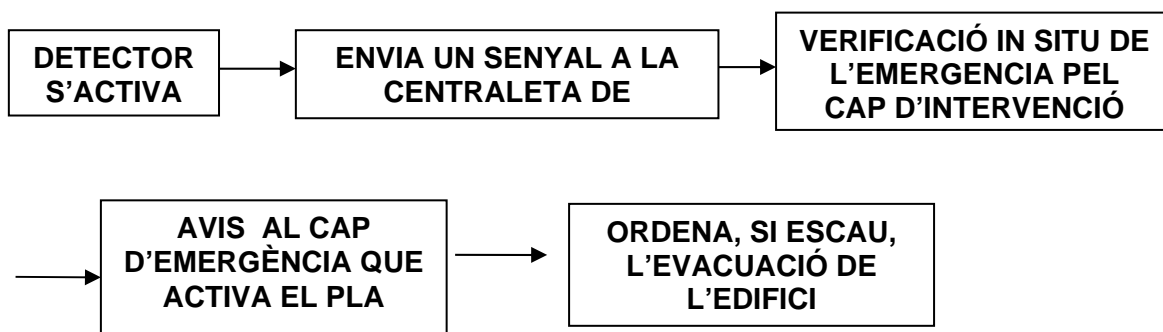 DETECTOR
S’ACTIVA
ENVIA UN SENYAL A LA
CENTRALETA DE
VERIFICACIÓ IN SITU DE
L’EMERGENCIA PEL
CAP D’INTERVENCIÓ
AVIS AL CAP
D’EMERGÈNCIA QUE
ACTIVA EL PLA
ORDENA, SI ESCAU,
L’EVACUACIÓ DE
L’EDIFICI